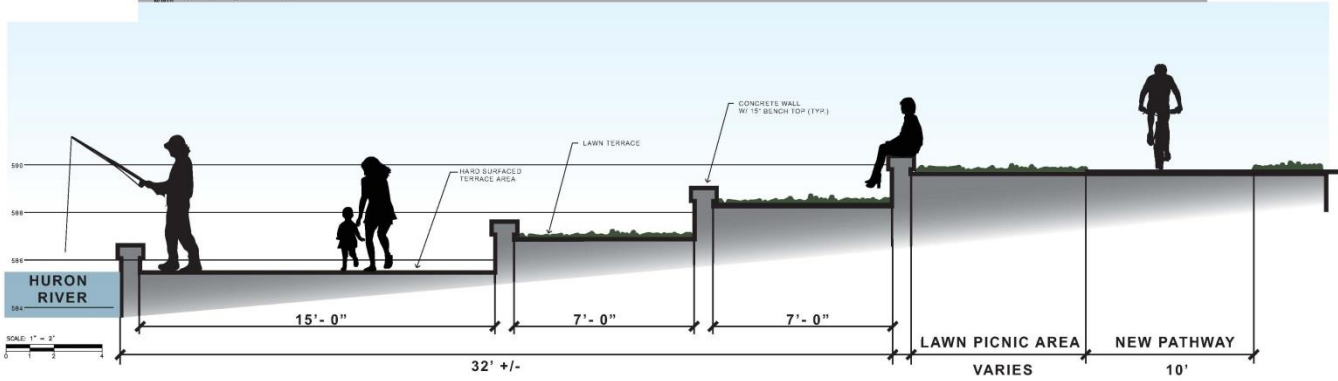 CONCRETE WALL
W/ 15" BENCH TOP (TYP.)
LAWN TERRACE
HARD SURFACED
TERRACE AREA
590
588
586
584
HURON
RIVER
15'- 0"
7'- 0"
7'- 0"
SCALE: 1" = 2'
0 1 2 4
32' +/-
LAWN PICNIC AREA
VARIES
NEW PATHWAY
10'